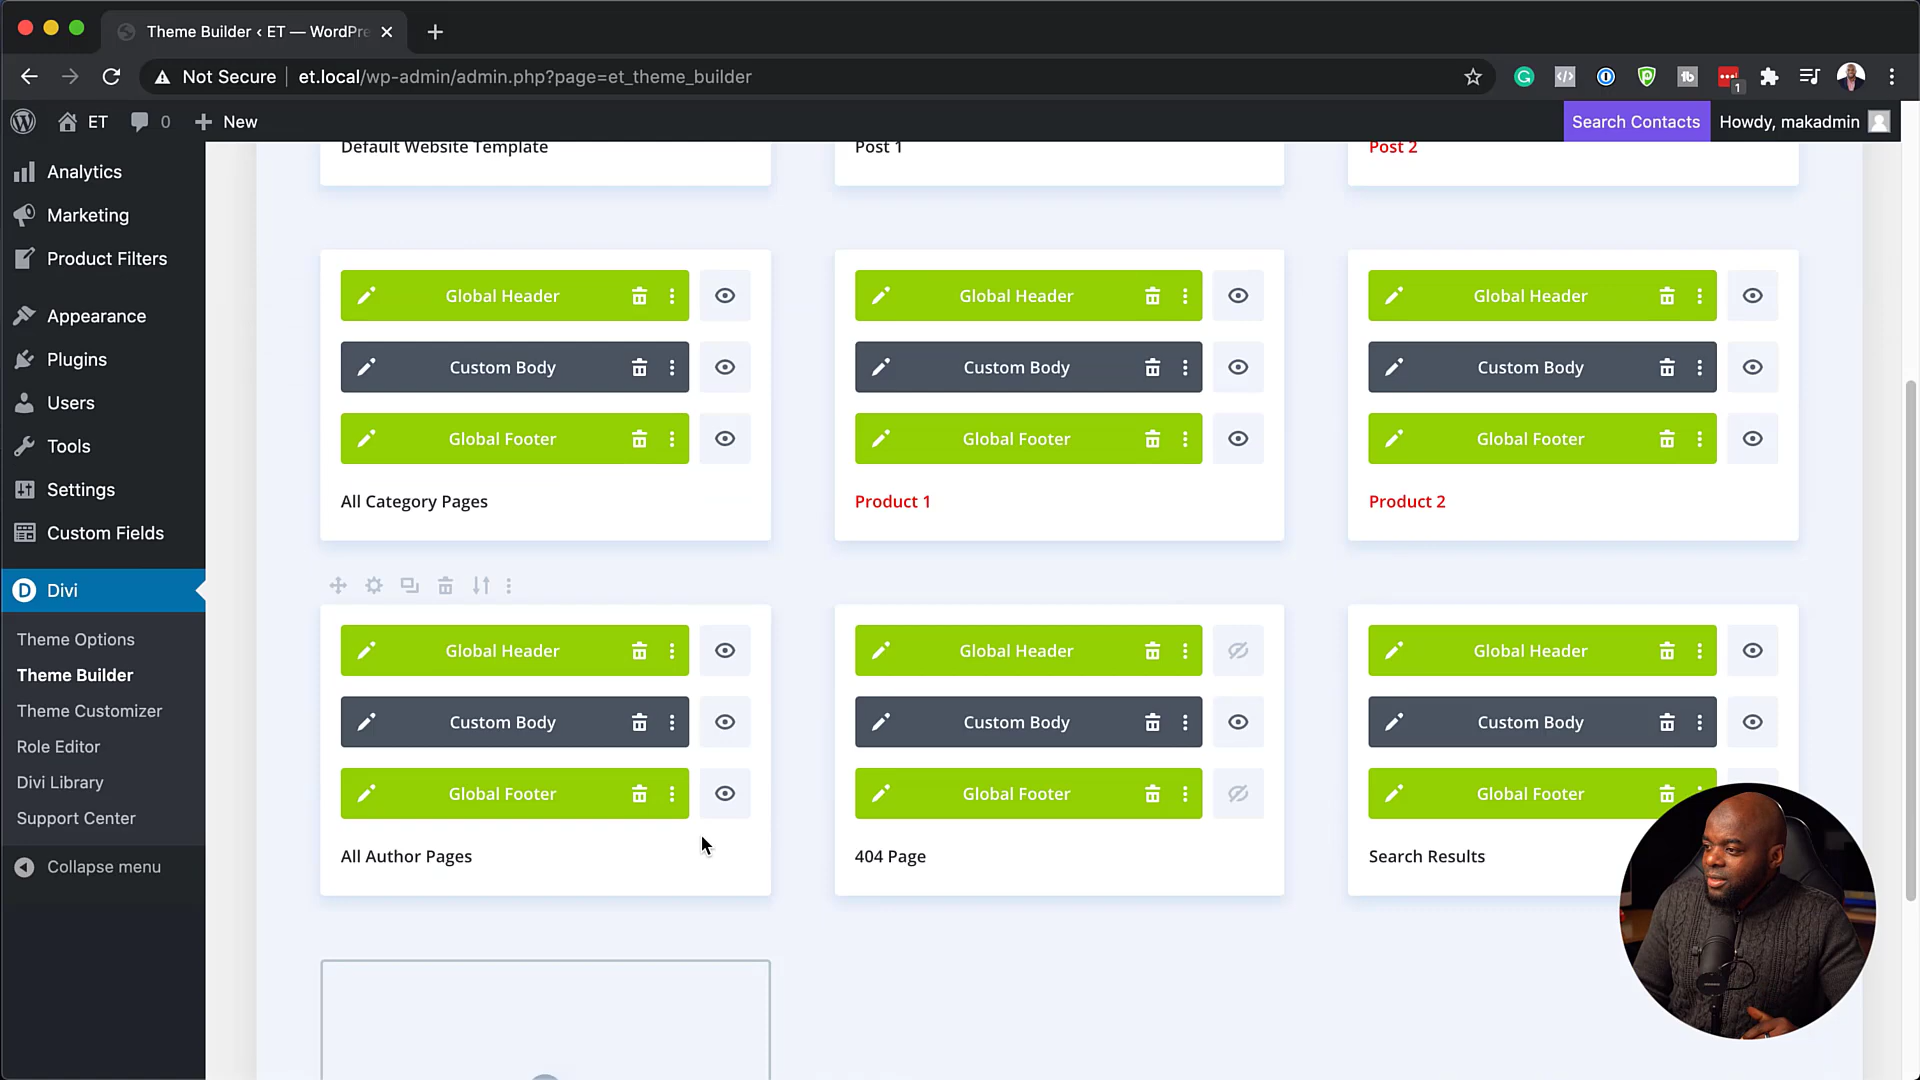 Theme Builder ‹ ET — WordPre
Not Secure
et.local/wp-admin/admin.php?page=et_theme_builder
1
ET
0
New
Search Contacts
Howdy, makadmin
Analytics
Marketing
Product Filters
Appearance
Plugins
Users
Tools
Settings
Custom Fields
Divi
Theme Options
Theme Builder
Theme Customizer
Role Editor
Divi Library
Support Center
Collapse menu
Default Website Template
Post 1
Post 2
Global Header
Custom Body
Global Footer
All Category Pages
Global Header
Custom Body
Global Footer
Product 1
Global Header
Custom Body
Global Footer
Product 2
Global Header
Custom Body
Global Footer
All Author Pages
Global Header
Custom Body
Global Footer
404 Page
Global Header
Custom Body
Global Footer
Search Results